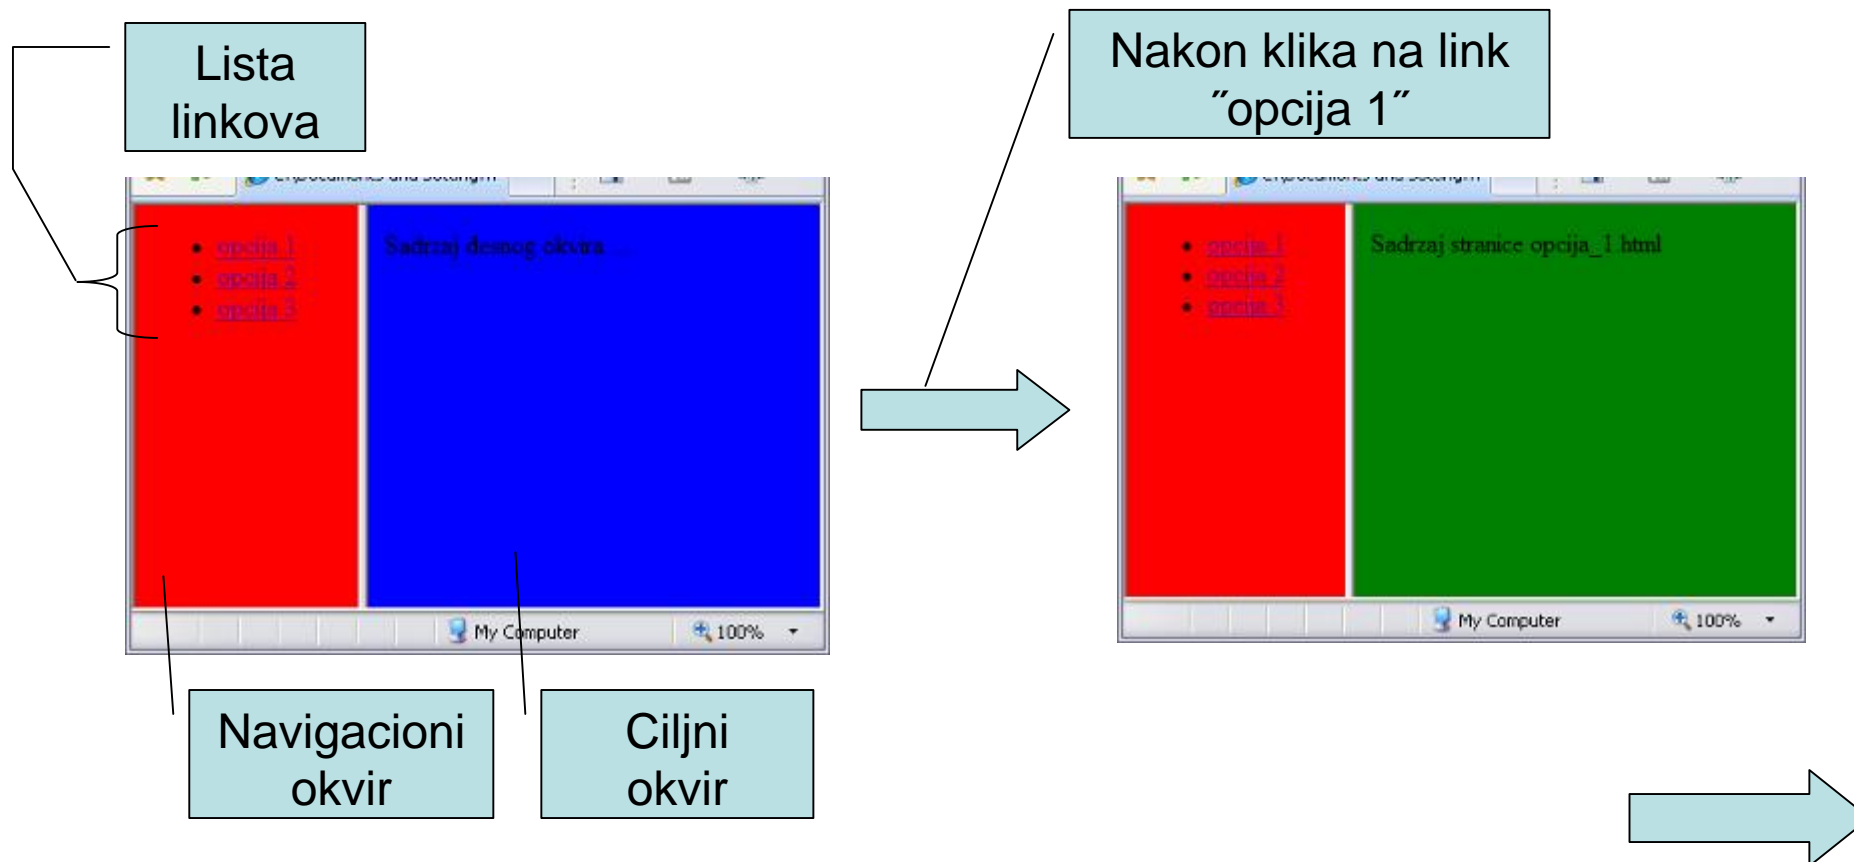 Lista
linkova
Nakon klika na link
˝opcija 1˝
opcija 1
opcija 2
opcija 3
Sadrzaj desnog okvira ...
My Computer
100%
opcija 1
opcija 2
opcija 3
Sadrzaj stranice opcija_1 html
My Computer
100%
Navigacioni
okvir
Ciljni
okvir